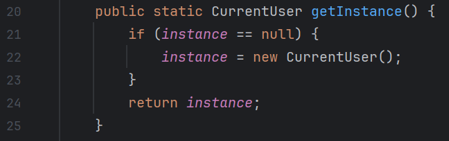 20 public static CurrentUser getInstance() {
21 if (instance == null) {
22 instance = new CurrentUser();
23 }
24 return instance;
25 }